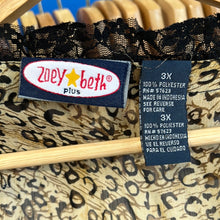 zoey beth
plus
3X
100% POLYESTER
RN# 57623
MADE IN INDONESIA
SEE REVERSE
FOR CARE
3X
100% POLYESTER
RN# 57623
HECHO EN INDONESIA
VE EL REVERSO
PARA EL CUIDADO